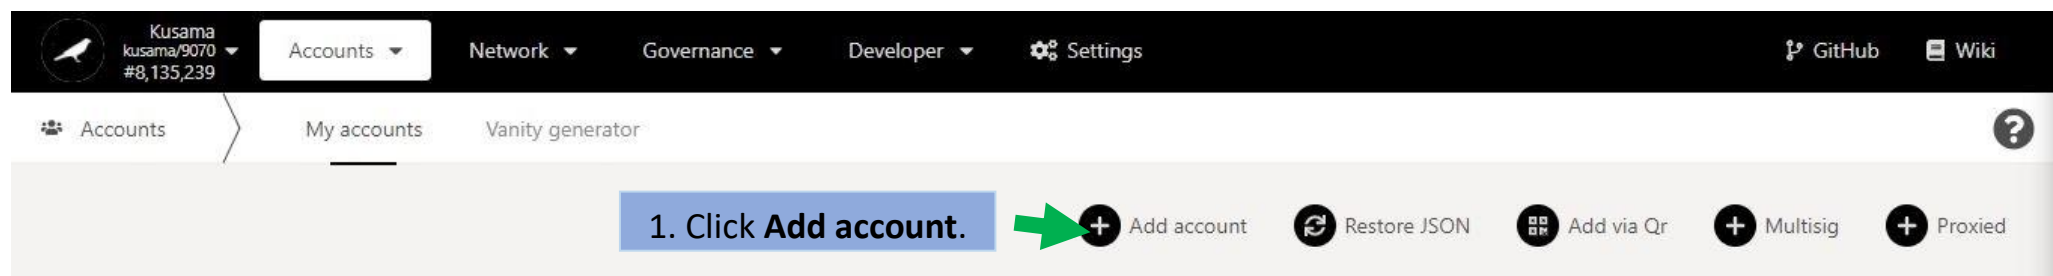 Kusama
kusama/9070
#8,135,239
Accounts
Network
Governance
Developer
Settings
GitHub
Wiki
Accounts
My accounts
Vanity generator
1. Click Add account.
Add account
Restore JSON
Add via Qr
Multisig
Proxied